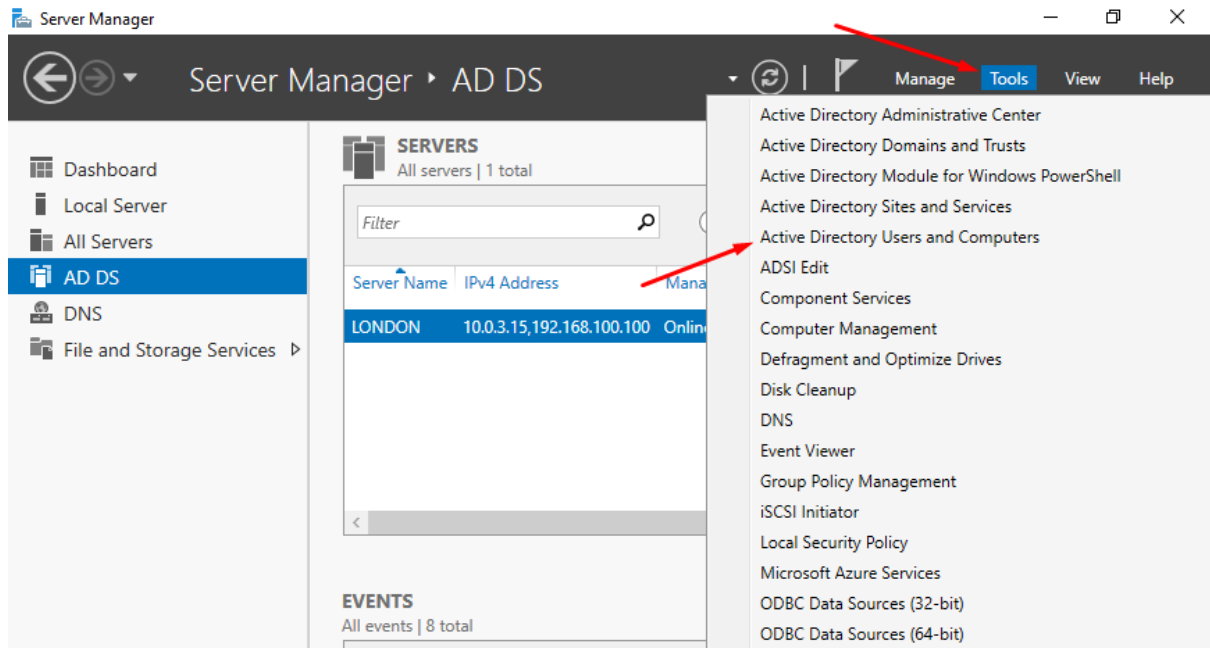 Server Manager
Server Manager ‣ AD DS
Manage Tools View Help
Dashboard
Local Server
All Servers
AD DS
DNS
File and Storage Services
SERVERS
All servers | 1 total
Filter
Server Name IPv4 Address
LONDON 10.0.3.15,192.168.100.100
EVENTS
All events | 8 total
Active Directory Administrative Center
Active Directory Domains and Trusts
Active Directory Module for Windows PowerShell
Active Directory Sites and Services
Active Directory Users and Computers
ADSI Edit
Component Services
Computer Management
Defragment and Optimize Drives
Disk Cleanup
DNS
Event Viewer
Group Policy Management
iSCSI Initiator
Local Security Policy
Microsoft Azure Services
ODBC Data Sources (32-bit)
ODBC Data Sources (64-bit)